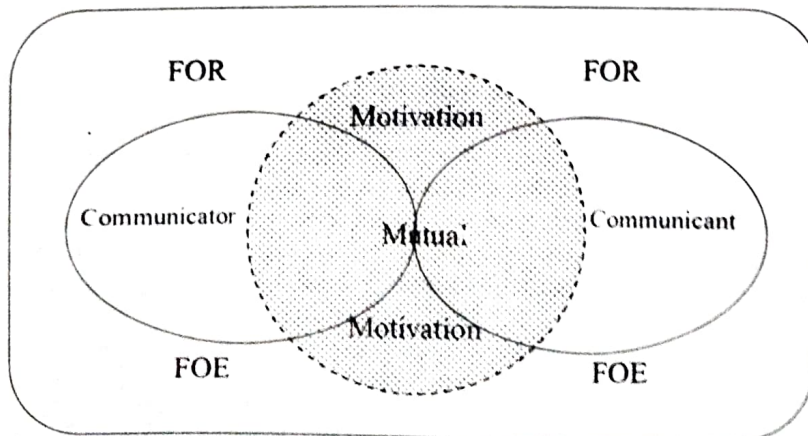 FOR FOR
Motivation
Communicator Communicant
Mutual
Motivation
FOE FOE